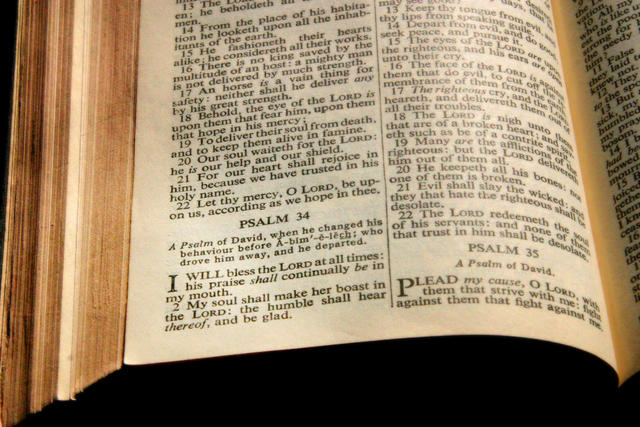 13 The LORD
en; he beholdeth all
men.
14 From the place of his habita-
tion he looketh upon all the inhab-
itants of the earth.
15 He fashioneth their hearts
alike; he considereth all their works.
16 There is no king saved by the
multitude of an host: a mighty man
is not delivered by much strength.
17 An horse is a vain thing for
safety: neither shall he deliver any
by his great strength.
18 Behold, the eye of the LORD is
upon them that fear him, upon them
that hope in his mercy;
19 To deliver their soul from death,
and to keep them alive in famine.
20 Our soul waiteth for the LORD:
he is our help and our shield.
21 For our heart shall rejoice in
him, because we have trusted in his
holy name.
22 Let thy mercy, O LORD, be up-
on us, according as we hope in thee.
PSALM 34
A Psalm of David, when he changed his
behaviour before Ă-bĭm'-ĕ-lĕch; who
drove him away, and he departed.
I WILL bless the LORD at all times:
his praise shall continually be in
my mouth.
2 My soul shall make her boast in
the LORD: the humble shall hear
thereof, and be glad.
may see good?
13 Keep thy tongue from evil,
thy lips from speaking guile.
14 Depart from evil, and do good;
seek peace, and pursue it.
15 The eyes of the LORD are upon
the righteous, and his ears are open
unto their cry.
16 The face of the LORD is against
them that do evil, to cut off the
membrance of them from the
17 The righteous cry, and the LORD
heareth, and delivereth them out of
all their troubles.
18 The LORD is nigh unto them
that are of a broken heart; and
eth such as be of a contrite spirit.
19 Many are the afflictions of the
righteous: but the LORD delivereth
him out of them all.
20 He keepeth all his bones: not
one of them is broken.
21 Evil shall slay the wicked: and
they that hate the righteous shall be
desolate.
22 The LORD redeemeth the soul
of his servants: and none of them
that trust in him shall be desolate.
PSALM 35
A Psalm of David.
PLEAD my cause, O LORD, with
them that strive with me: fight
against them that fight against me.